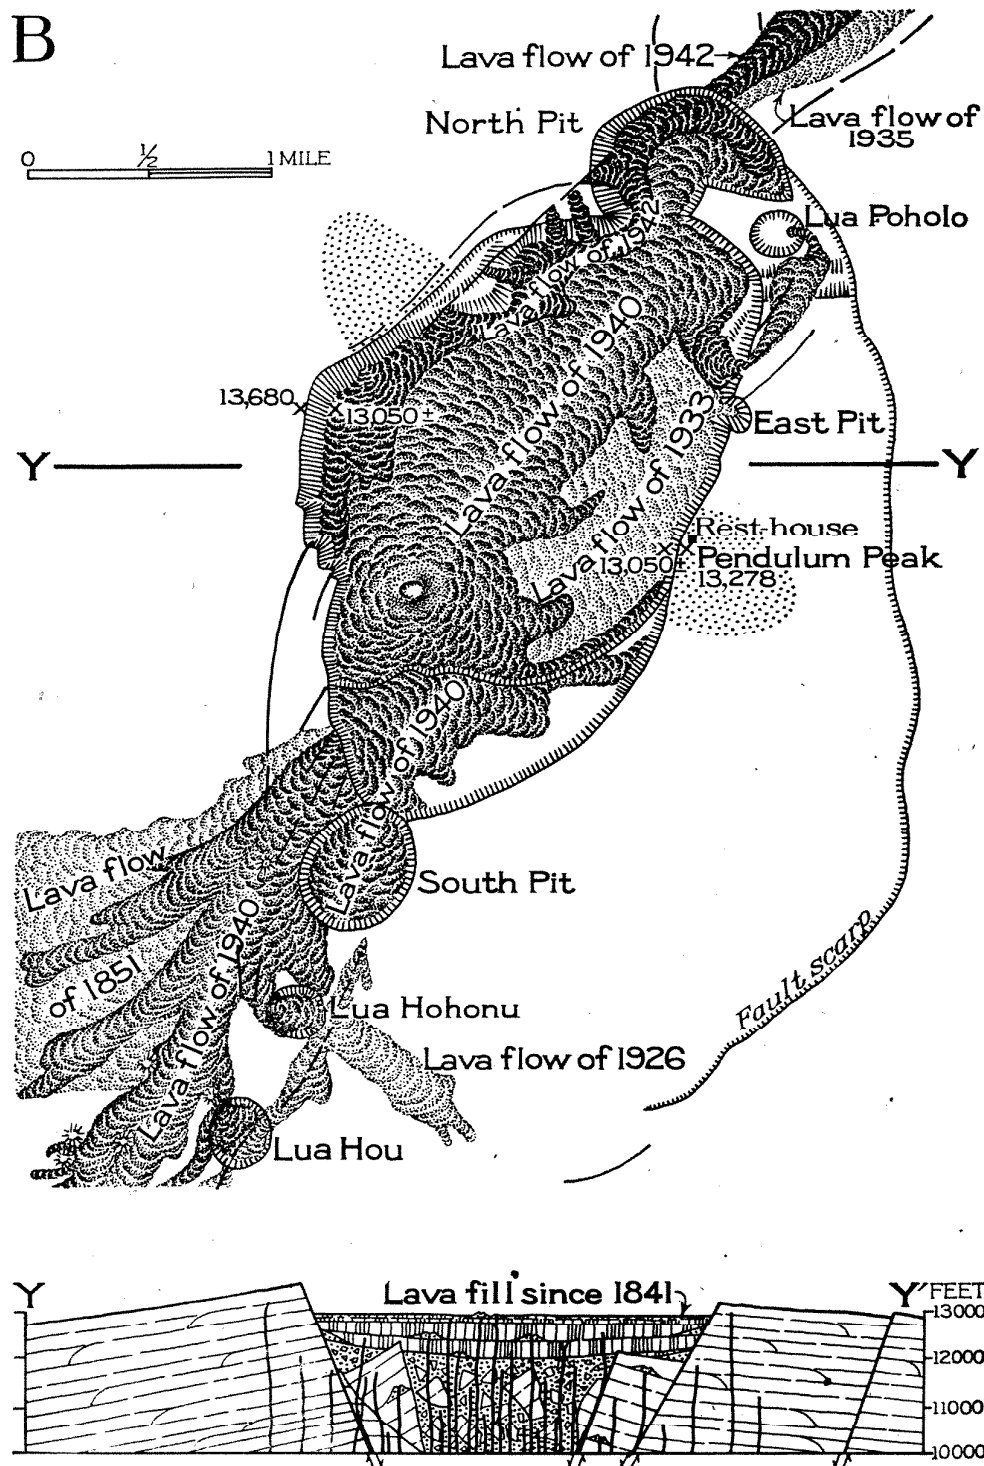 B
Lava flow of 1942
North Pit
Lava flow of
1935
0 ½ 1 MILE
Lua Poholo
Lava flow of 1942
Lava flow of 1940
13,680
13,050±
Lava flow of 1933
East Pit
Y
Y
Rest-house
Pendulum Peak
13,050±
13,278
Lava flow of 1940
Lava flow
of 1851
South Pit
Lava flow of 1940
Fault scarp
Lua Hohonu
Lava flow of 1926
Lua Hou
Y
Lava fill since 1841
Y' FEET
13000
12000
11000
10000